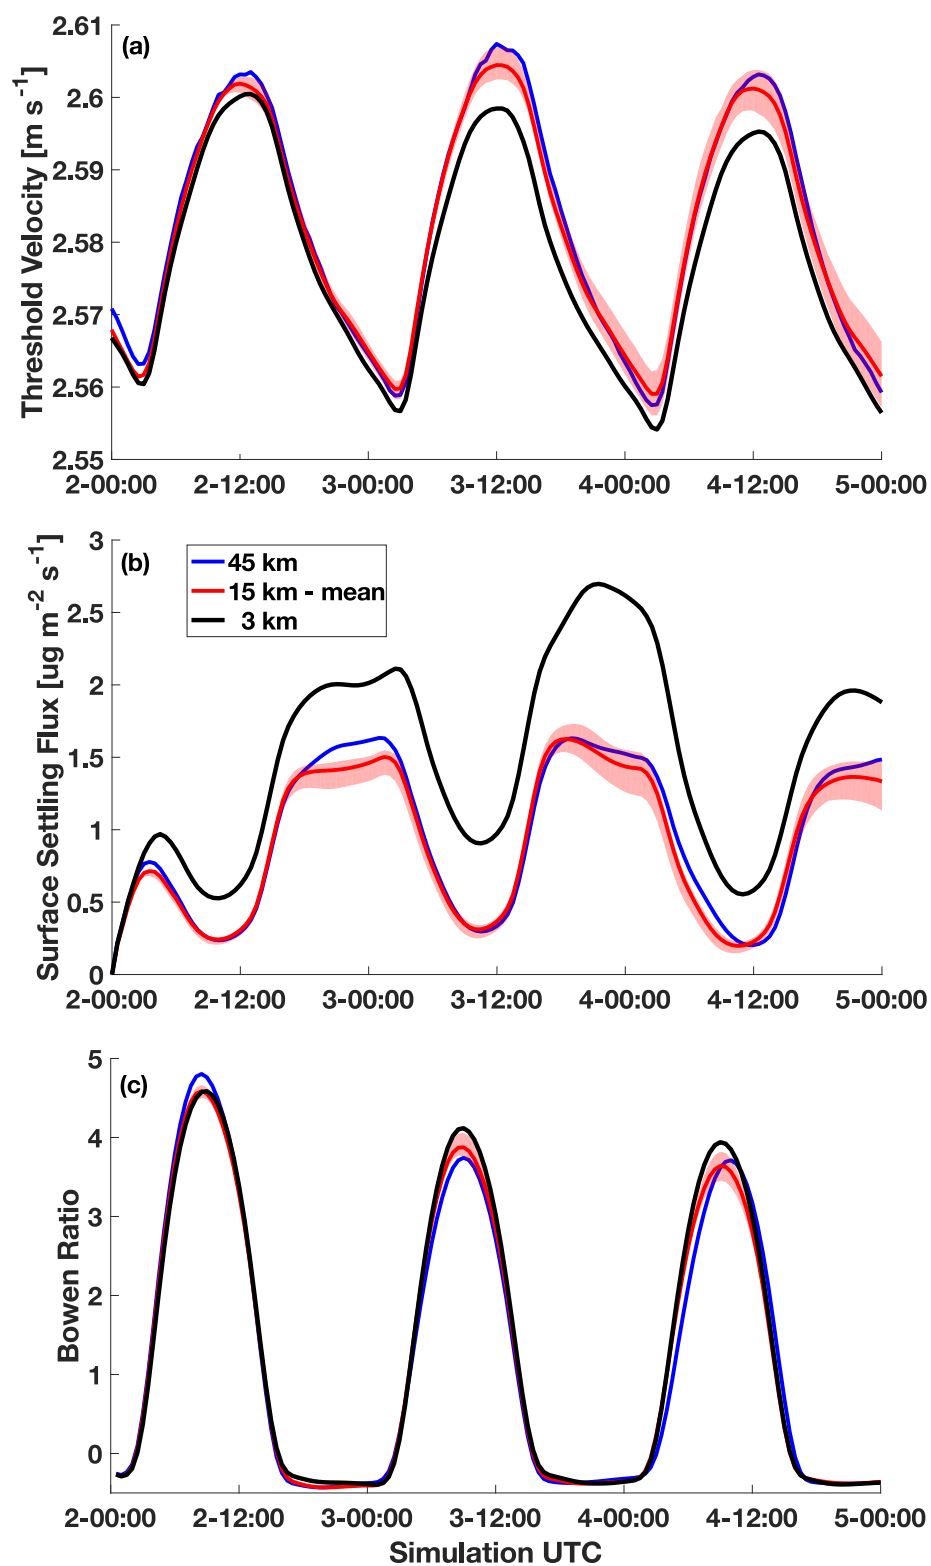 (a)
Threshold Velocity [m s⁻¹]
2.61
2.6
2.59
2.58
2.57
2.56
2.55
2-00:00 2-12:00 3-00:00 3-12:00 4-00:00 4-12:00 5-00:00
(b)
Surface Settling Flux [ug m⁻² s⁻¹]
3
2.5
2
1.5
1
0.5
0
45 km
15 km - mean
3 km
2-00:00 2-12:00 3-00:00 3-12:00 4-00:00 4-12:00 5-00:00
(c)
Bowen Ratio
5
4
3
2
1
0
2-00:00 2-12:00 3-00:00 3-12:00 4-00:00 4-12:00 5-00:00
Simulation UTC